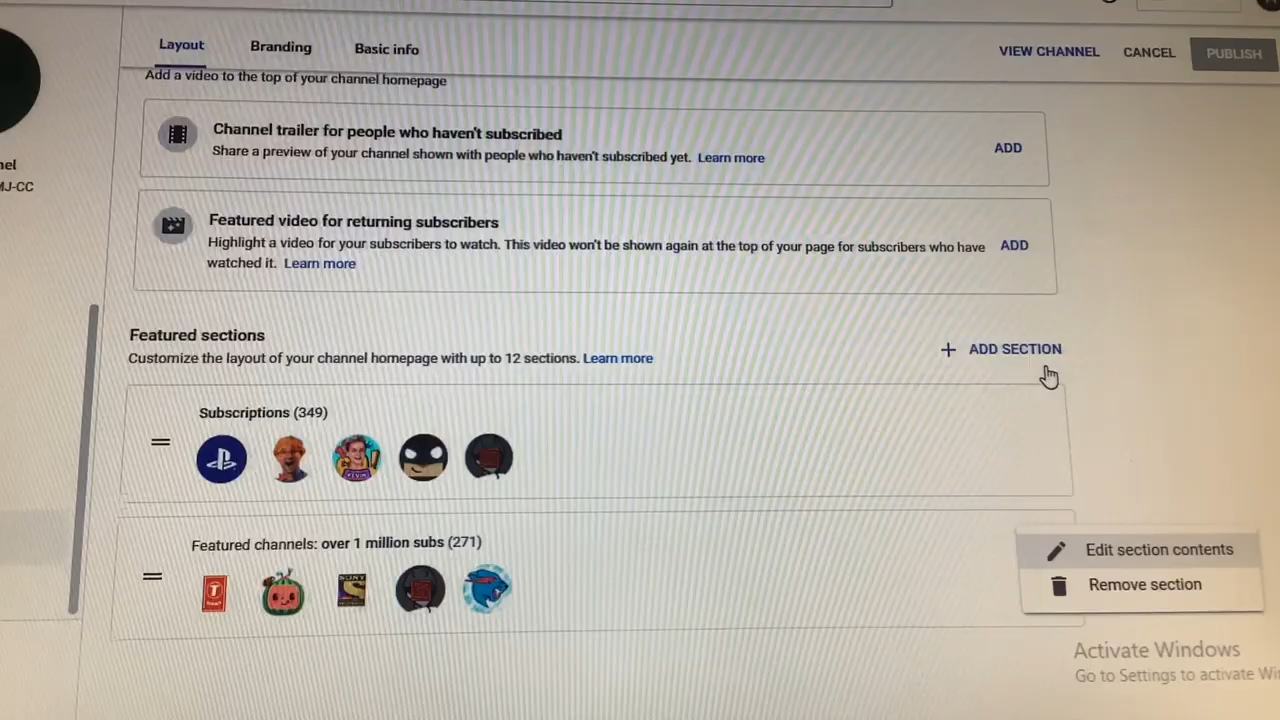 Layout Branding Basic info VIEW CHANNEL CANCEL PUBLISH
Add a video to the top of your channel homepage
Channel trailer for people who haven't subscribed
Share a preview of your channel shown with people who haven't subscribed yet. Learn more ADD
Featured video for returning subscribers
Highlight a video for your subscribers to watch. This video won't be shown again at the top of your page for subscribers who have ADD
watched it. Learn more
nel
MJ-CC
Featured sections
Customize the layout of your channel homepage with up to 12 sections. Learn more + ADD SECTION
Subscriptions (349)
Featured channels: over 1 million subs (271)
Edit section contents
Remove section
Activate Windows
Go to Settings to activate Wi